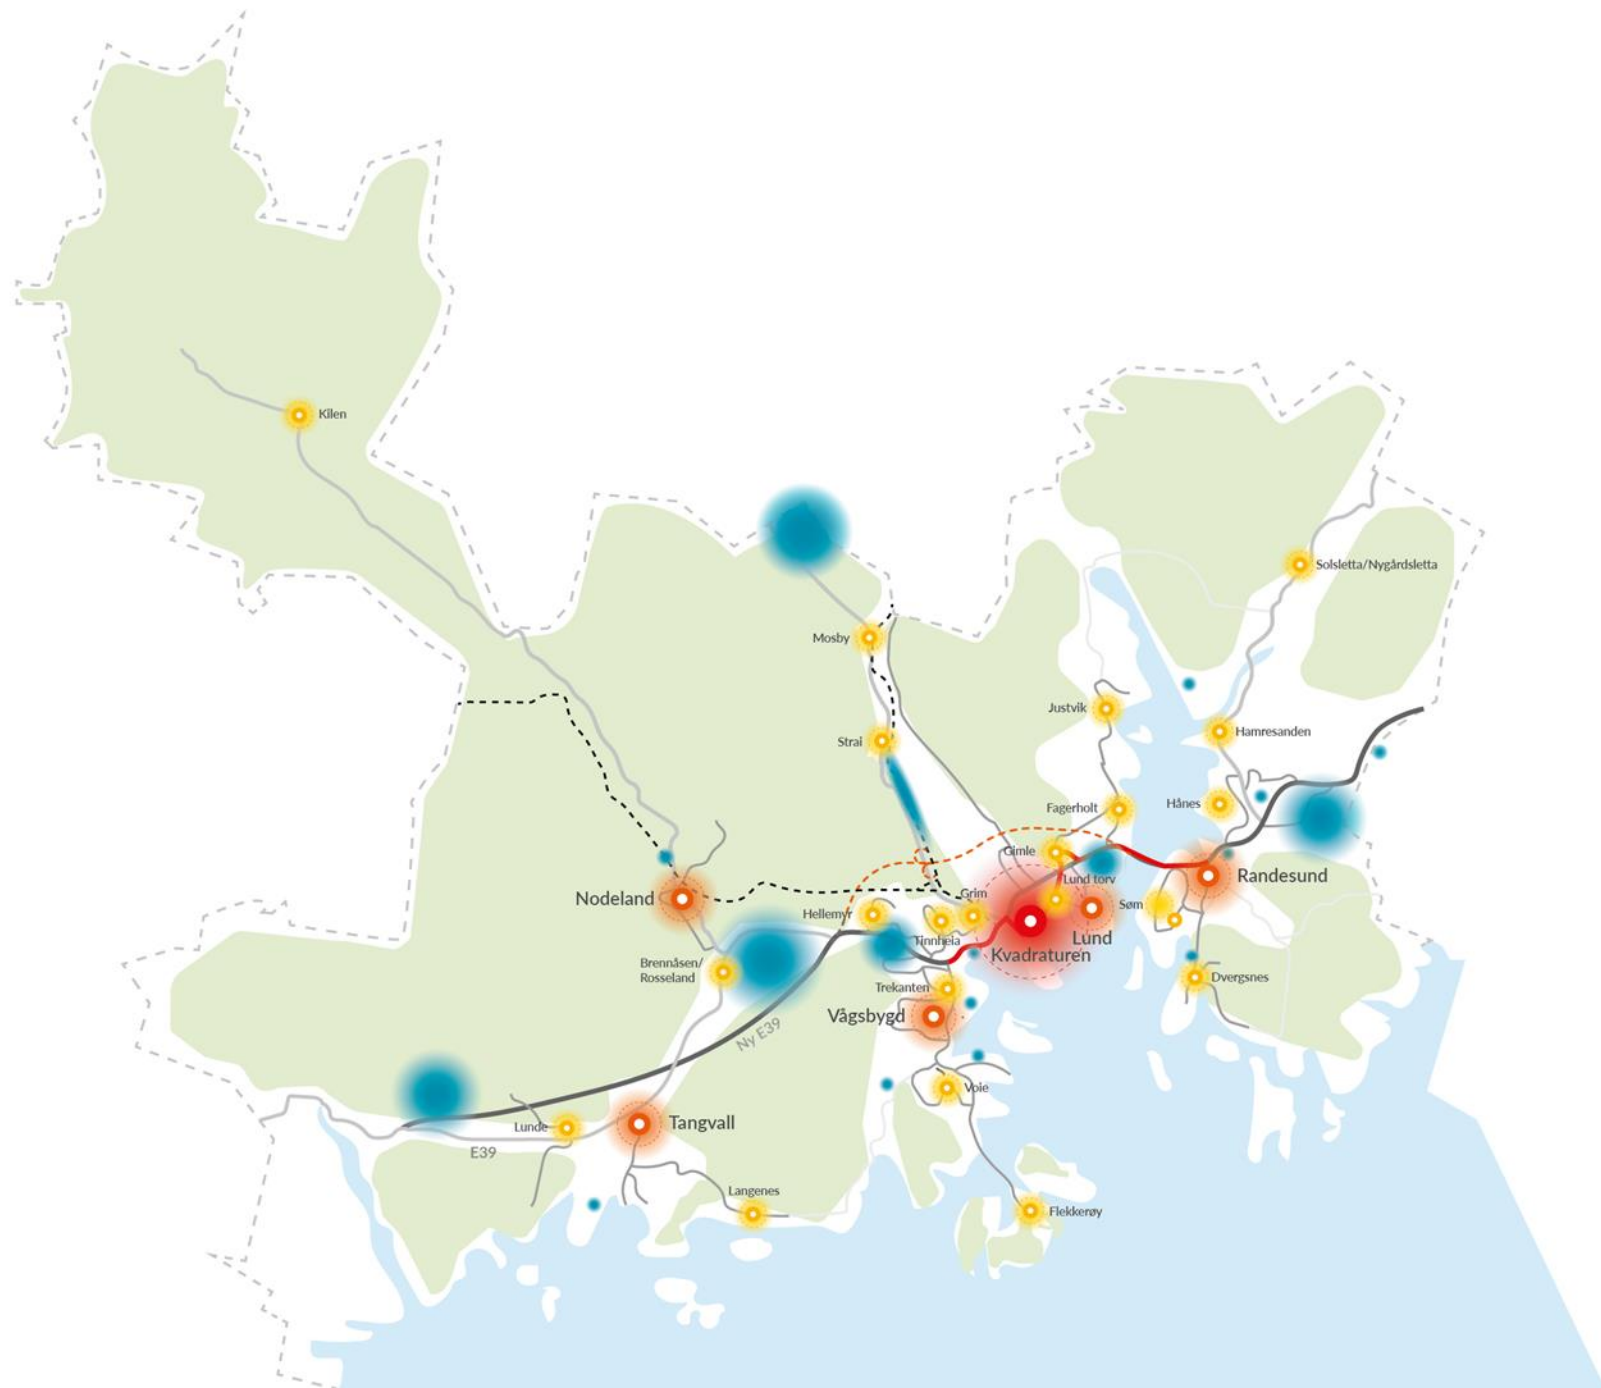 Kilen
Solsletta/Nygårdsletta
Mosby
Justvik
Hamresanden
Strai
Fagerholt
Hånes
Gimle
Lund torv
Randesund
Nodeland
Grim
Søm
Hellemyr
Tinnheia
Lund
Kvadraturen
Brennåsen/
Rosseland
Dvergsnes
Trekanten
Vågsbygd
Ny E39
Voie
Lunde
Tangvall
E39
Langenes
Flekkerøy